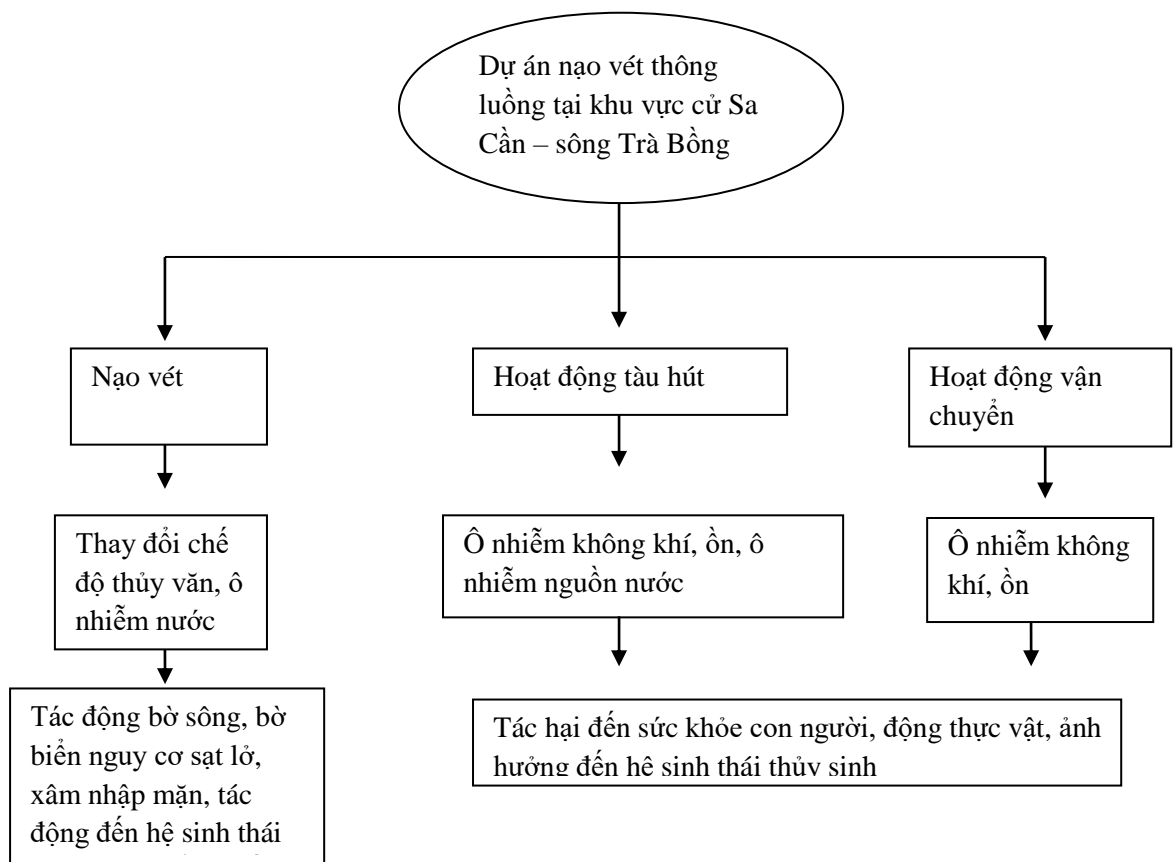 Dự án nạo vét thông
luồng tại khu vực cử Sa
Cần – sông Trà Bồng
Nạo vét
Hoạt động tàu hút
Hoạt động vận
chuyển
Thay đổi chế
độ thủy văn, ô
nhiễm nước
Ô nhiễm không khí, ồn, ô
nhiễm nguồn nước
Ô nhiễm không
khí, ồn
Tác động bờ sông, bờ
biển nguy cơ sạt lở,
xâm nhập mặn, tác
động đến hệ sinh thái
Tác hại đến sức khỏe con người, động thực vật, ảnh
hưởng đến hệ sinh thái thủy sinh